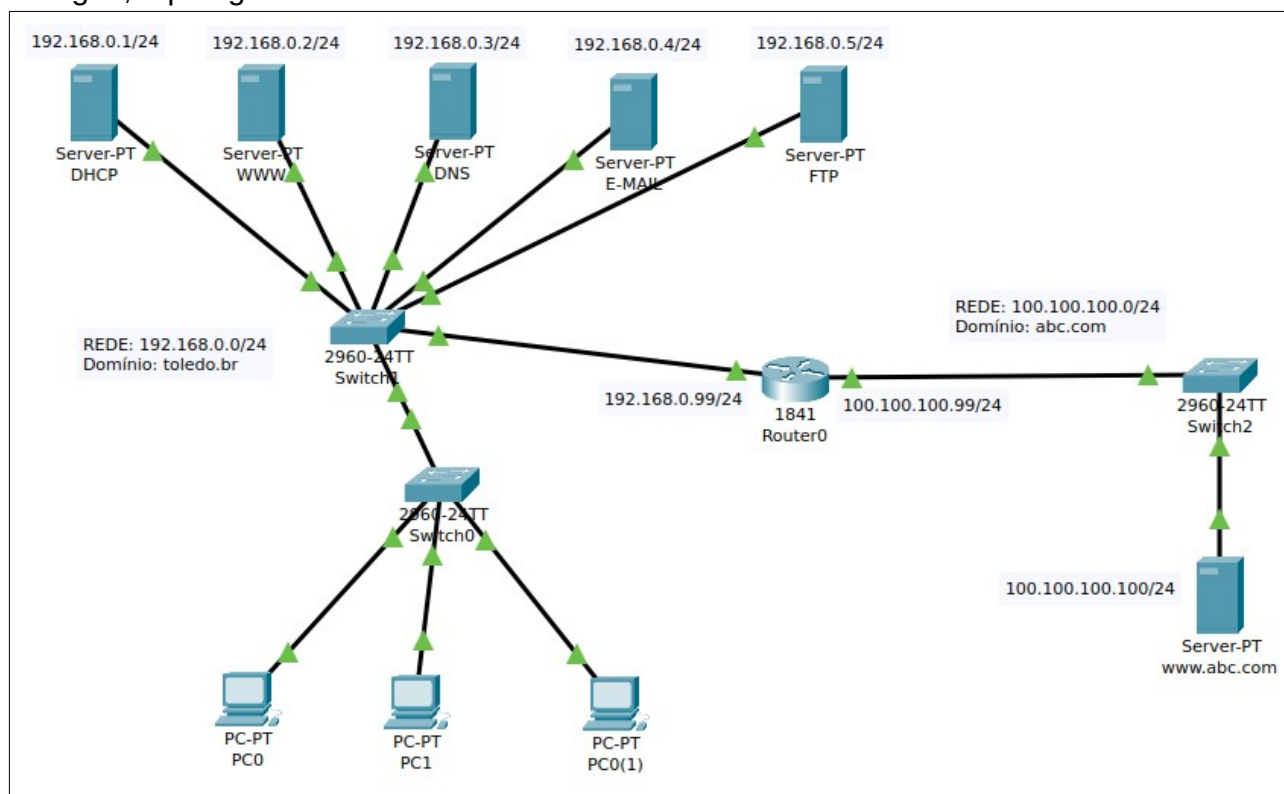 192.168.0.1/24
192.168.0.2/24
192.168.0.3/24
192.168.0.4/24
192.168.0.5/24
Server-PT
DHCP
Server-PT
WWW
Server-PT
DNS
Server-PT
E-MAIL
Server-PT
FTP
REDE: 192.168.0.0/24
Domínio: toledo.br
2960-24TT
Switch1
192.168.0.99/24
1841
Router0
100.100.100.99/24
REDE: 100.100.100.0/24
Domínio: abc.com
2960-24TT
Switch2
2960-24TT
Switch0
100.100.100.100/24
Server-PT
www.abc.com
PC-PT
PC0
PC-PT
PC1
PC-PT
PC0(1)